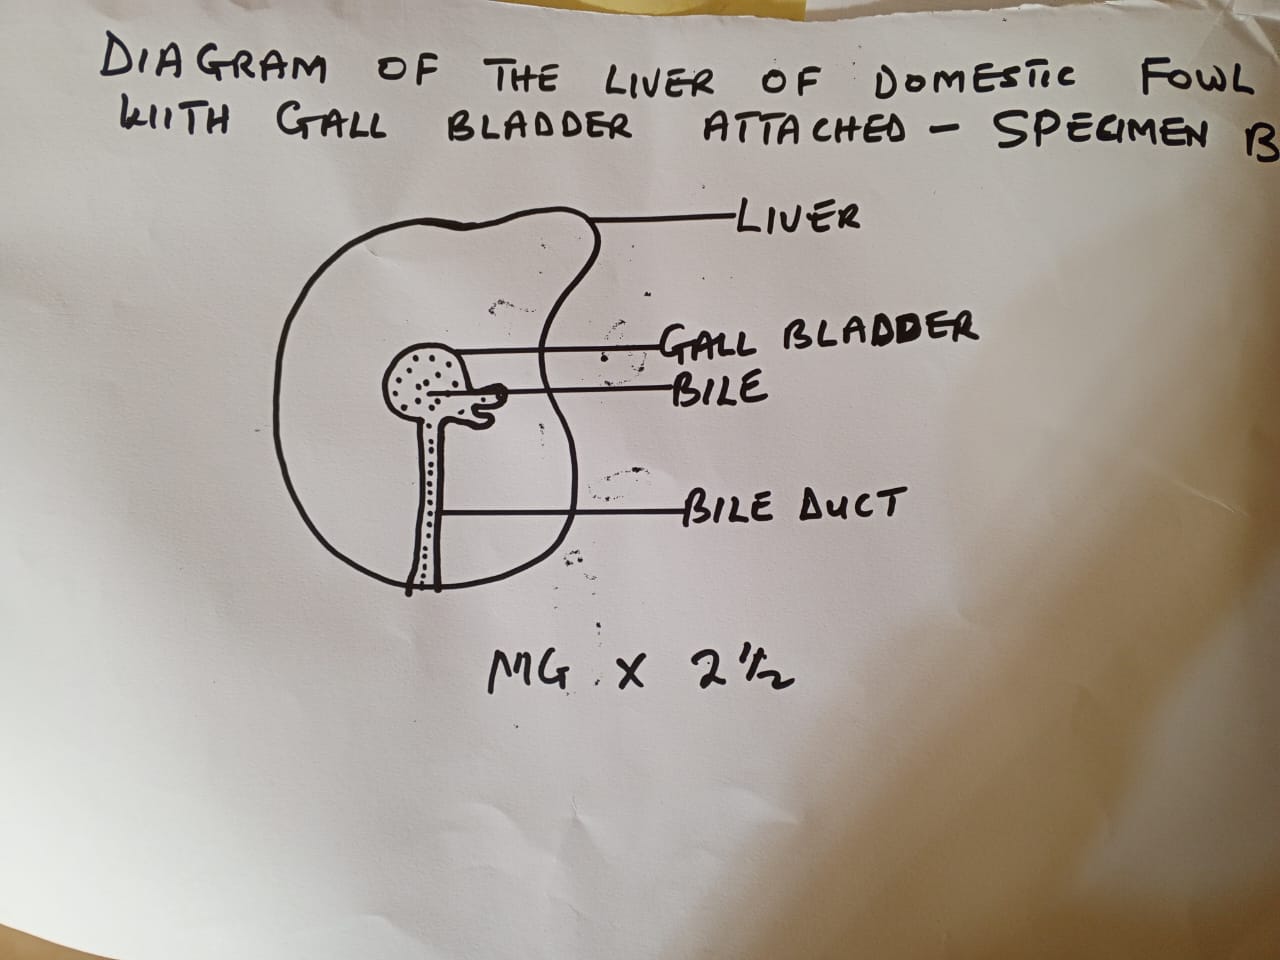 DIAGRAM OF THE LIVER OF DOMESTIC FOWL
WITH GALL BLADDER ATTACHED - SPECIMEN B
LIVER
GALL BLADDER
BILE
BILE DUCT
MG X 2 1/2